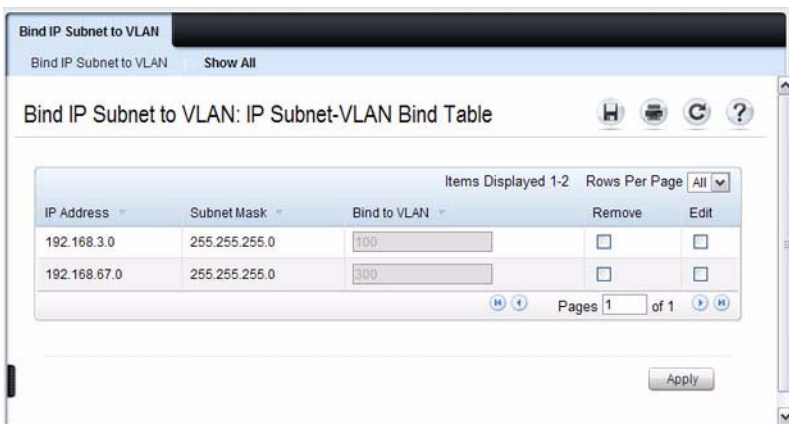 Bind IP Subnet to VLAN
Bind IP Subnet to VLAN Show All
Bind IP Subnet to VLAN: IP Subnet-VLAN Bind Table
Items Displayed 1-2 Rows Per Page All
IP Address Subnet Mask Bind to VLAN Remove Edit
192.168.3.0 255.255.255.0 100
192.168.67.0 255.255.255.0 300
Pages 1 of 1
Apply